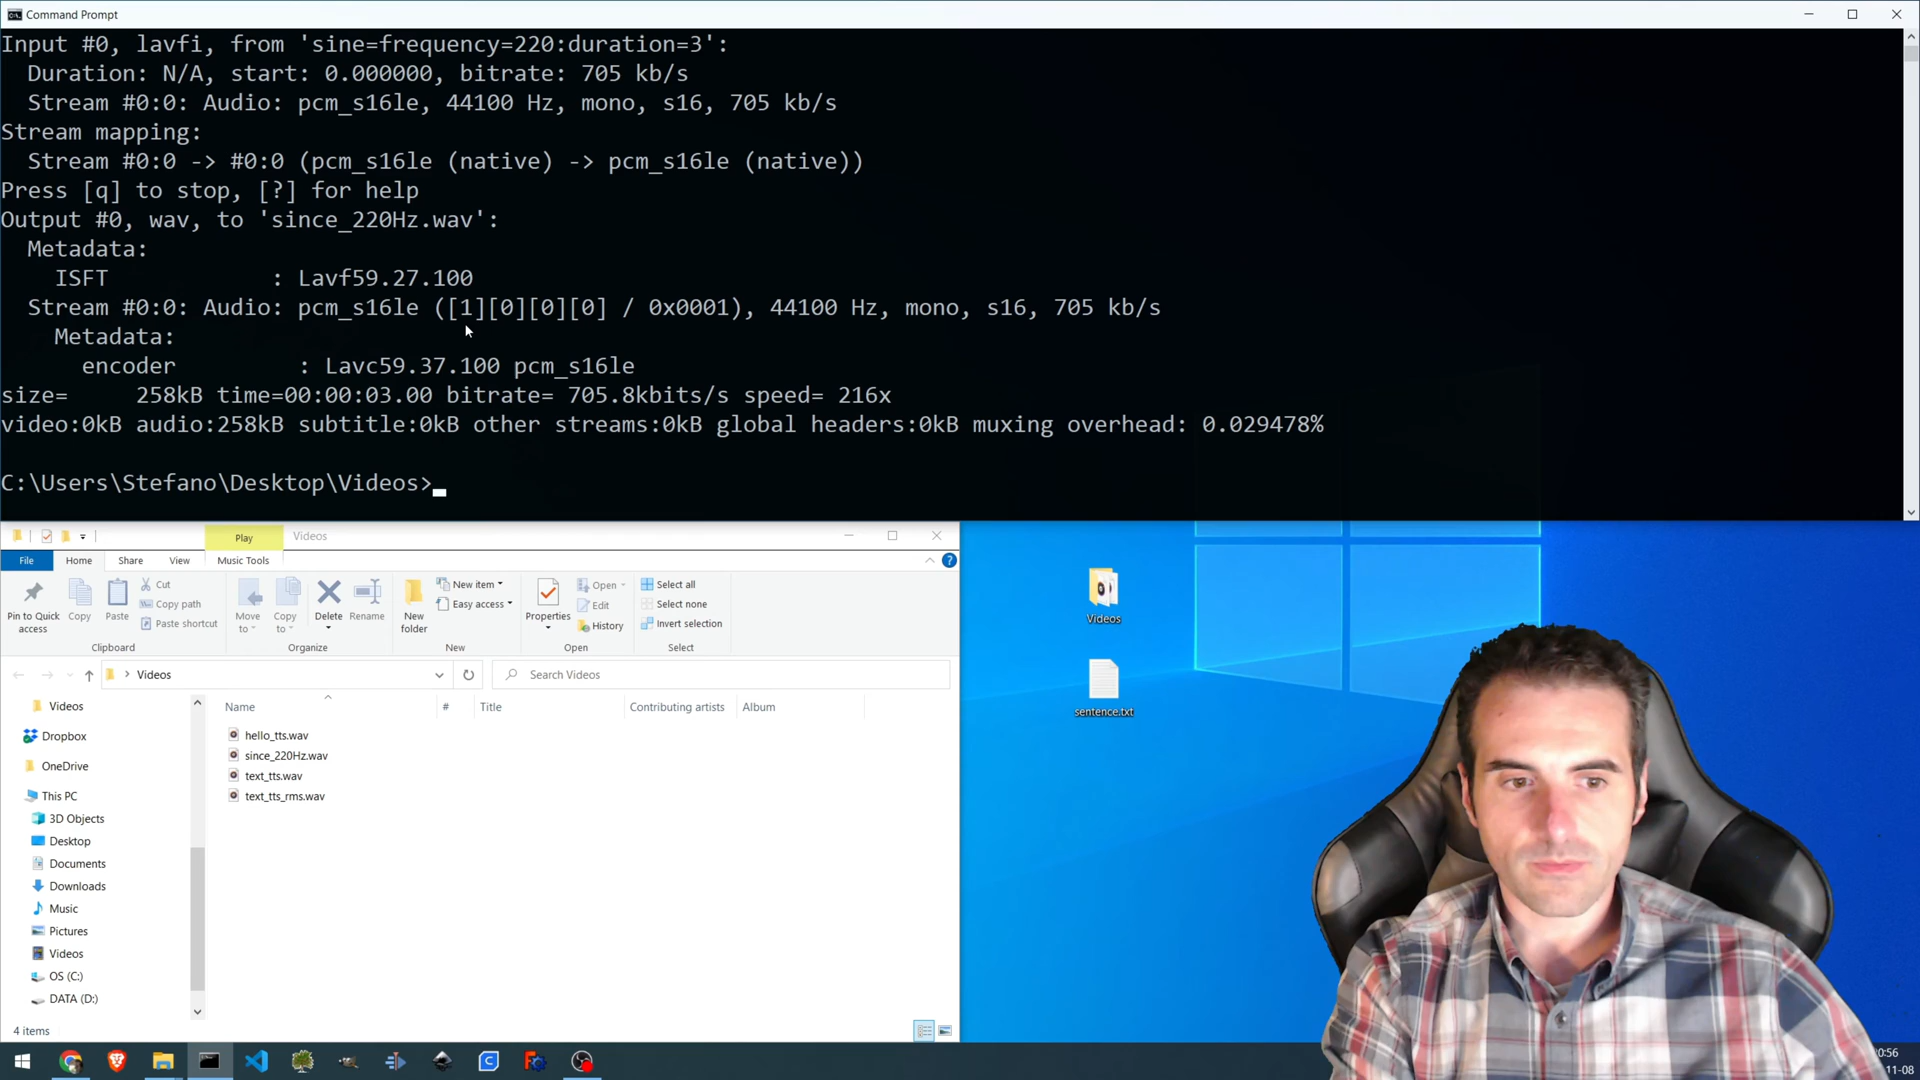 Command Prompt
Input #0, lavfi, from 'sine=frequency=220:duration=3':
Duration: N/A, start: 0.000000, bitrate: 705 kb/s
Stream #0:0: Audio: pcm_s16le, 44100 Hz, mono, s16, 705 kb/s
Stream mapping:
Stream #0:0 -> #0:0 (pcm_s16le (native) -> pcm_s16le (native))
Press [q] to stop, [?] for help
Output #0, wav, to 'since_220Hz.wav':
Metadata:
ISFT : Lavf59.27.100
Stream #0:0: Audio: pcm_s16le ([1][0][0][0] / 0x0001), 44100 Hz, mono, s16, 705 kb/s
Metadata:
encoder : Lavc59.37.100 pcm_s16le
size= 258kB time=00:00:03.00 bitrate= 705.8kbits/s speed= 216x
video:0kB audio:258kB subtitle:0kB other streams:0kB global headers:0kB muxing overhead: 0.029478%
C:\Users\Stefano\Desktop\Videos>
Play Videos
File Home Share View Music Tools
Pin to Quick access
Copy
Paste
Cut
Copy path
Paste shortcut
Move to
Copy to
Delete
Rename
New folder
New item
Easy access
Properties
Open
Edit
History
Select all
Select none
Invert selection
Clipboard Organize New Open Select
Videos
Search Videos
Name # Title Contributing artists Album
Videos
Dropbox
OneDrive
This PC
3D Objects
Desktop
Documents
Downloads
Music
Pictures
Videos
OS (C:)
DATA (D:)
hello_tts.wav
since_220Hz.wav
text_tts.wav
text_tts_rms.wav
4 items
Videos
sentence.txt
20:56
11-08